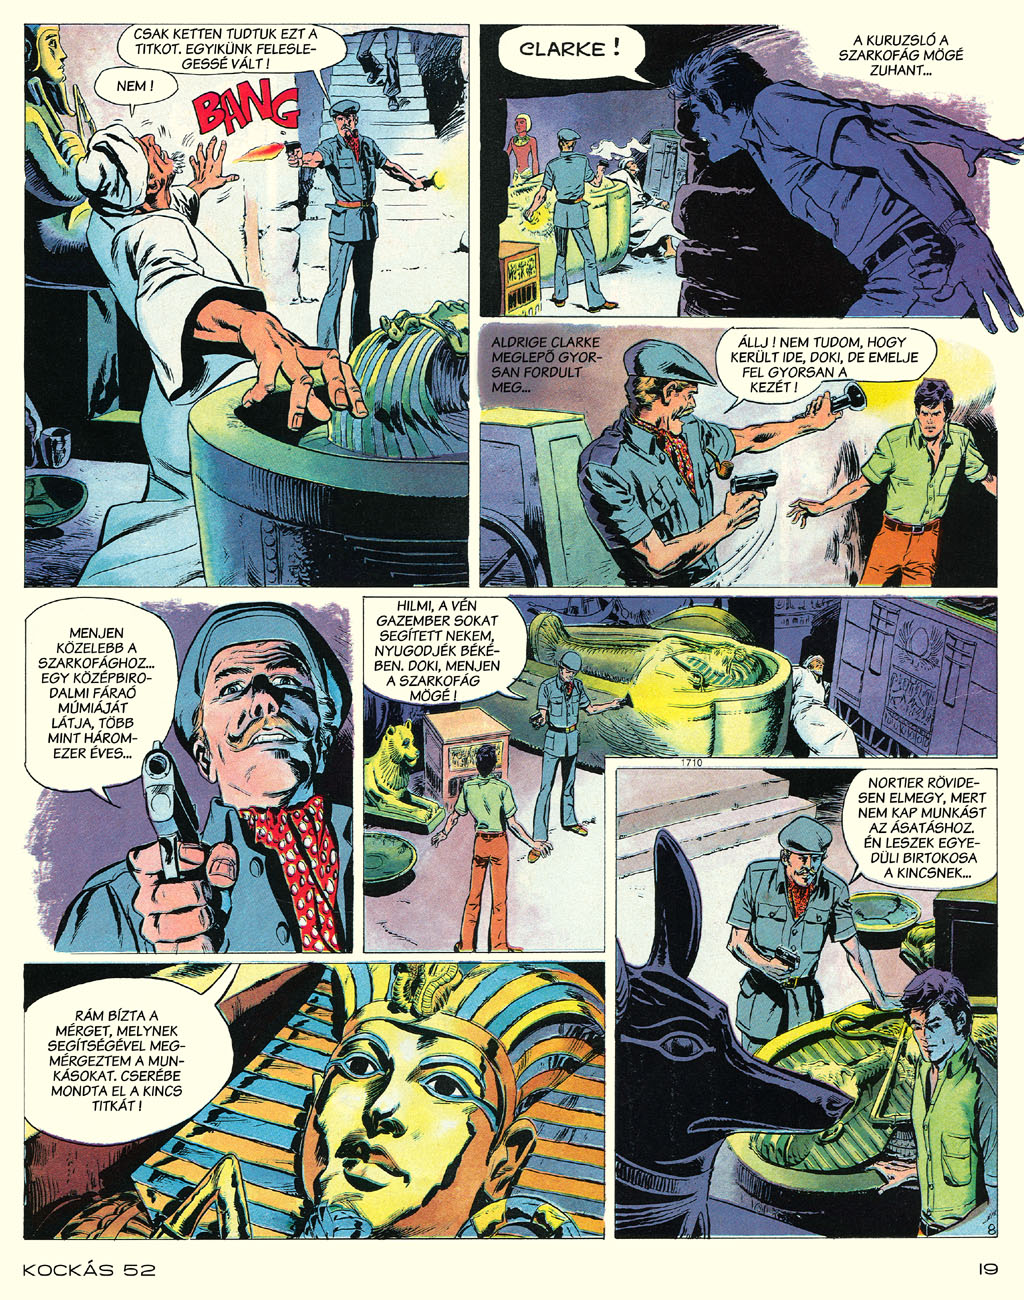 CSAK KETTEN TUDTUK EZT A
TITKOT. EGYIKÜNK FELESLE-
GESSÉ VÁLT !
NEM !
BANG
CLARKE !
A KURUZSLÓ A
SZARKOFÁG MÖGÉ
ZUHANT...
ALDRIGE CLARKE
MEGLEPŐ GYOR-
SAN FORDULT
MEG...
ÁLLJ ! NEM TUDOM, HOGY
KERÜLT IDE, DOKI, DE EMELJE
FEL GYORSAN A
KEZÉT !
MENJEN
KÖZELEBB A
SZARKOFÁGHOZ...
EGY KÖZÉPBIRO-
DALMI FÁRAÓ
MÚMIÁJÁT
LÁTJA, TÖBB
MINT HÁROM-
EZER ÉVES...
HILMI, A VÉN
GAZEMBER SOKAT
SEGÍTETT NEKEM,
NYUGODJÉK BÉKÉ-
BEN. DOKI, MENJEN
A SZARKOFÁG
MÖGÉ !
1710
NORTIER RÖVIDE-
SEN ELMEGY, MERT
NEM KAP MUNKÁST
AZ ÁSATÁSHOZ.
ÉN LESZEK EGYE-
DÜLI BIRTOKOSA
A KINCSNEK...
RÁM BÍZTA A
MÉRGET, MELYNEK
SEGÍTSÉGÉVEL MEG-
MÉRGEZTEM A MUN-
KÁSOKAT. CSERÉBE
MONDTA EL A KINCS
TITKÁT !
8
KOCKÁS 52
19